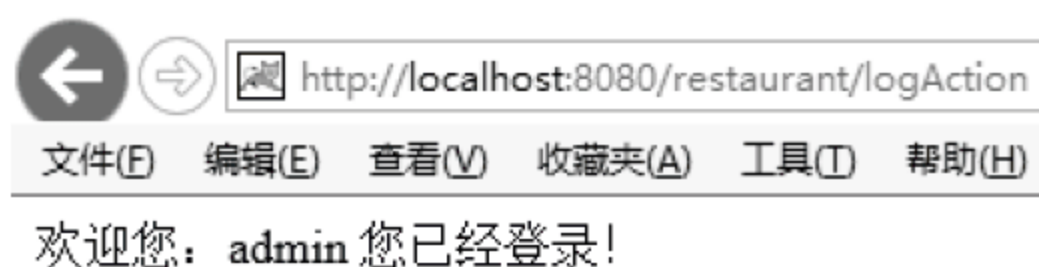 http://localhost:8080/restaurant/logAction
文件(F) 编辑(E) 查看(V) 收藏夹(A) 工具(T) 帮助(H)
欢迎您：admin 您已经登录！